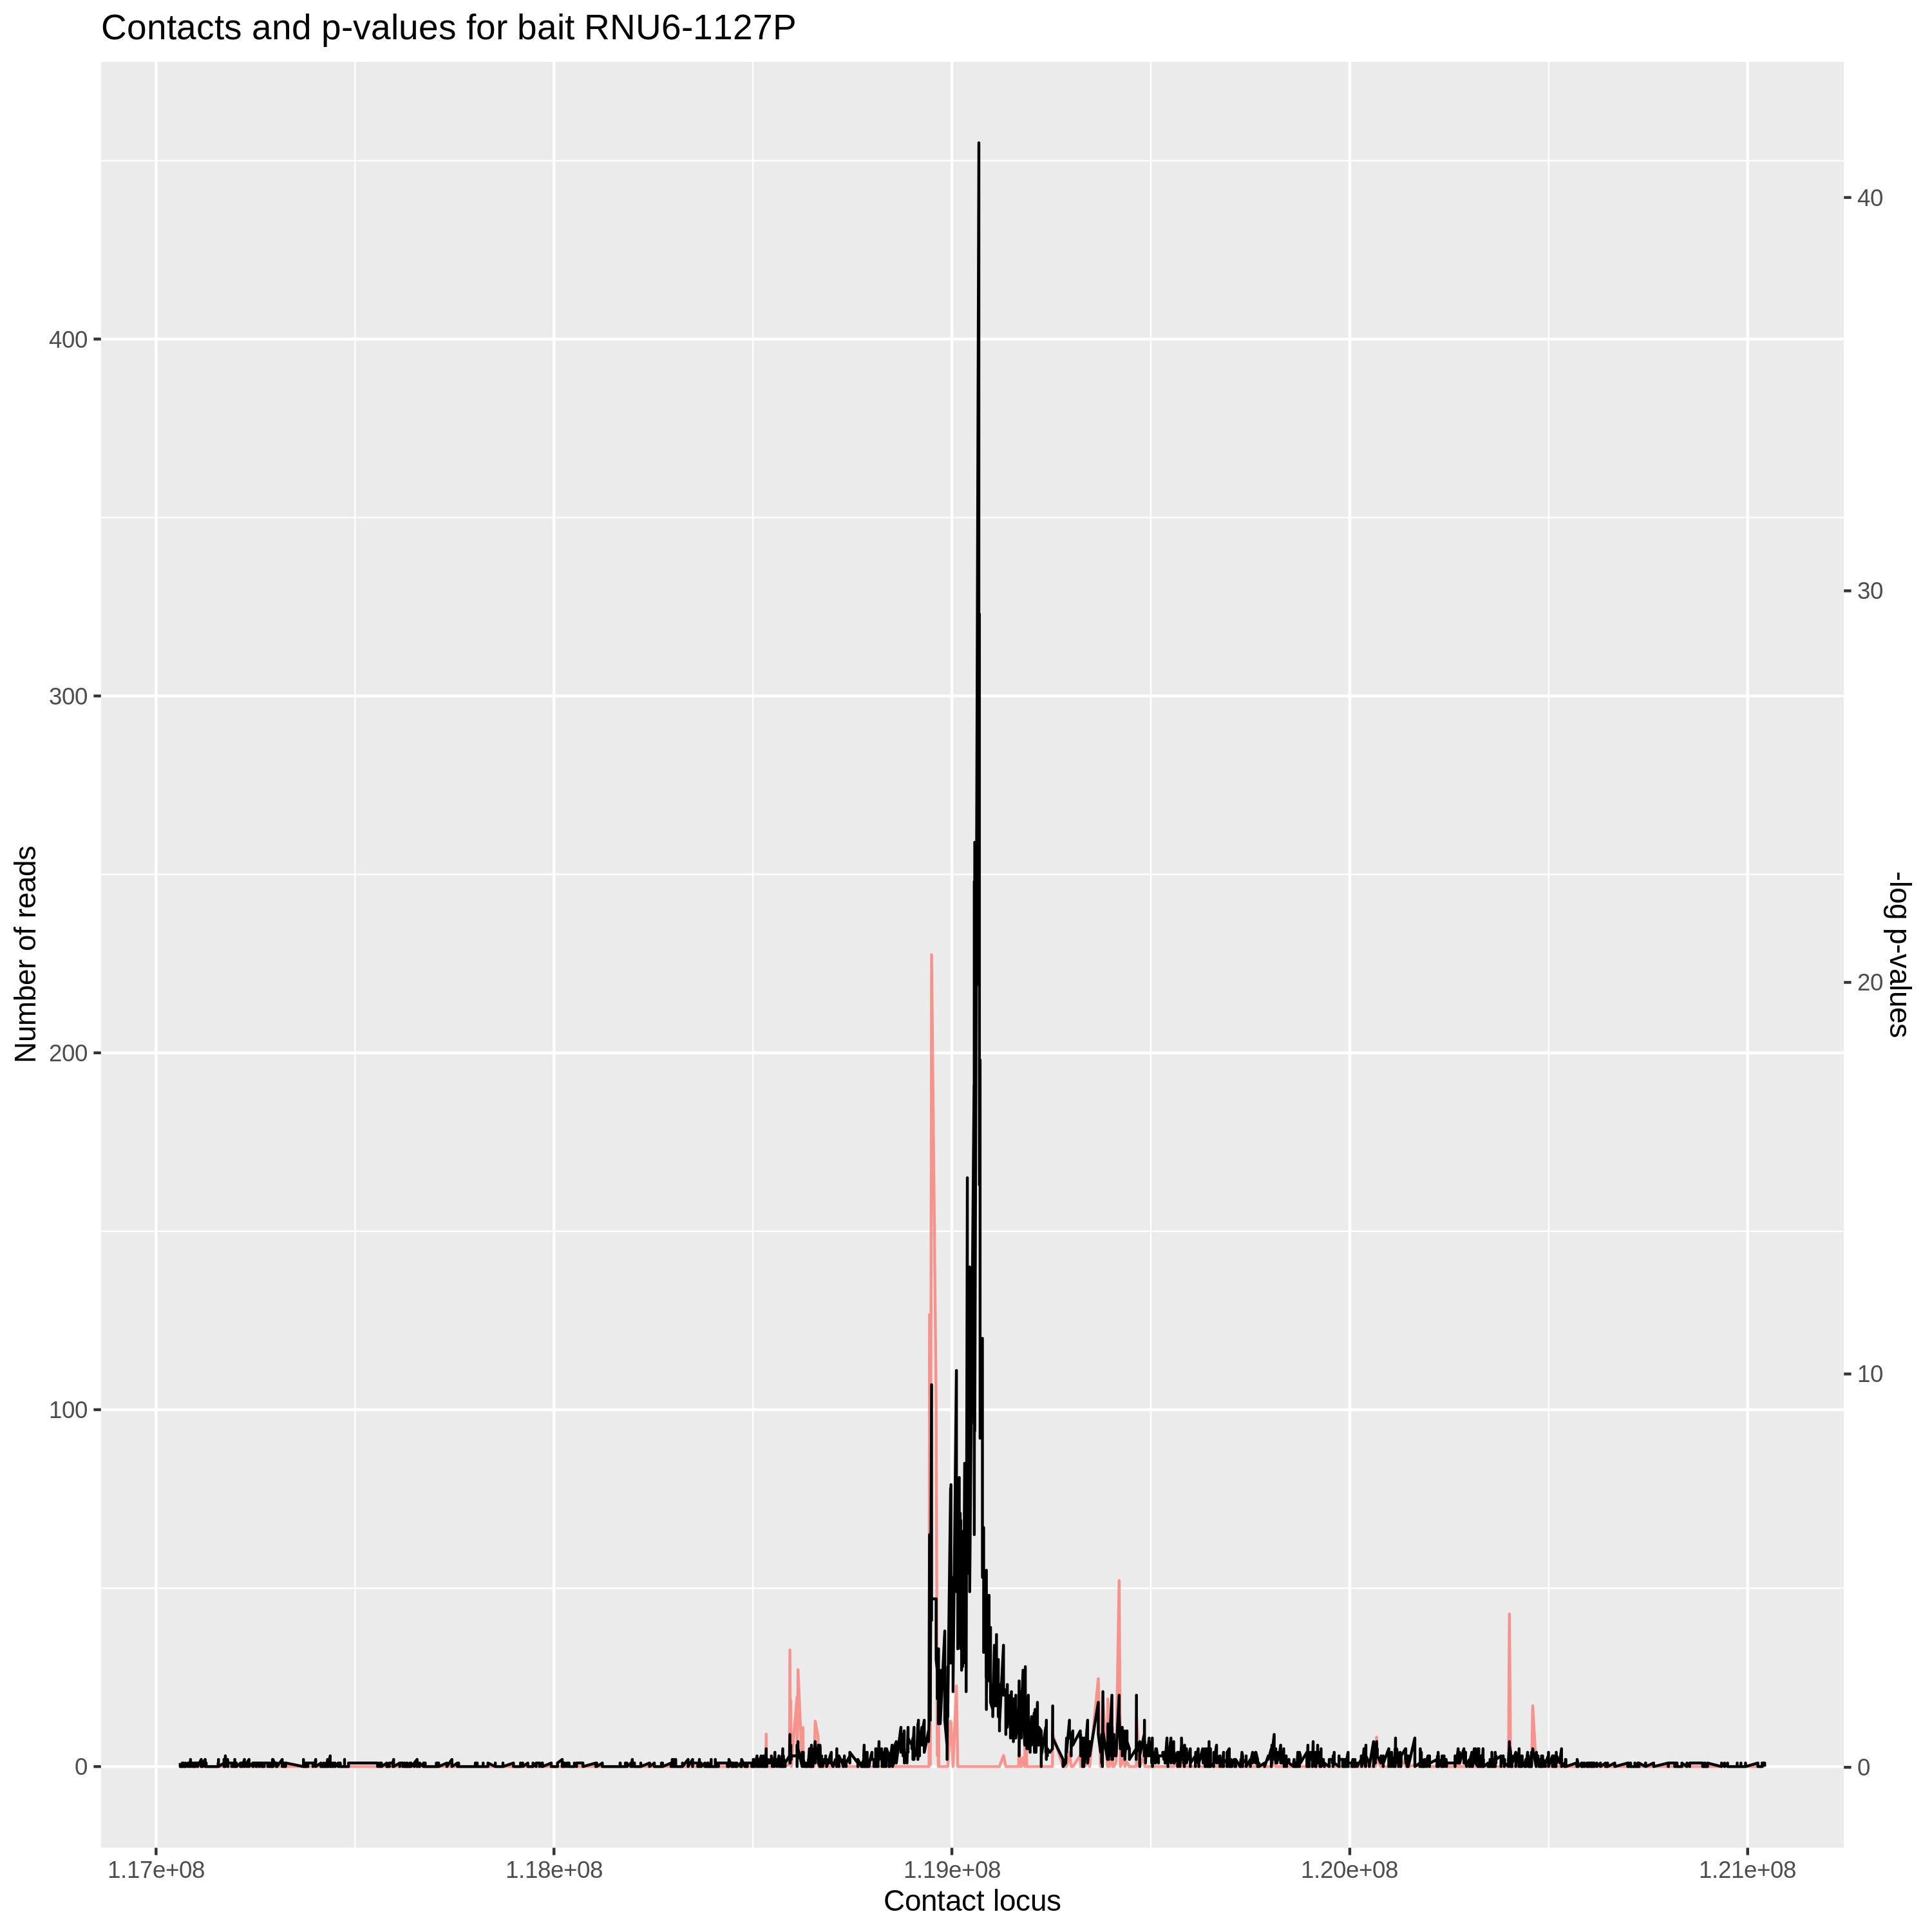 Contacts and p-values for bait RNU6-1127P
Number of reads
400
300
200
100
0
40
30
20
10
0
-log p-values
1.17e+08 1.18e+08 1.19e+08 1.20e+08 1.21e+08
Contact locus